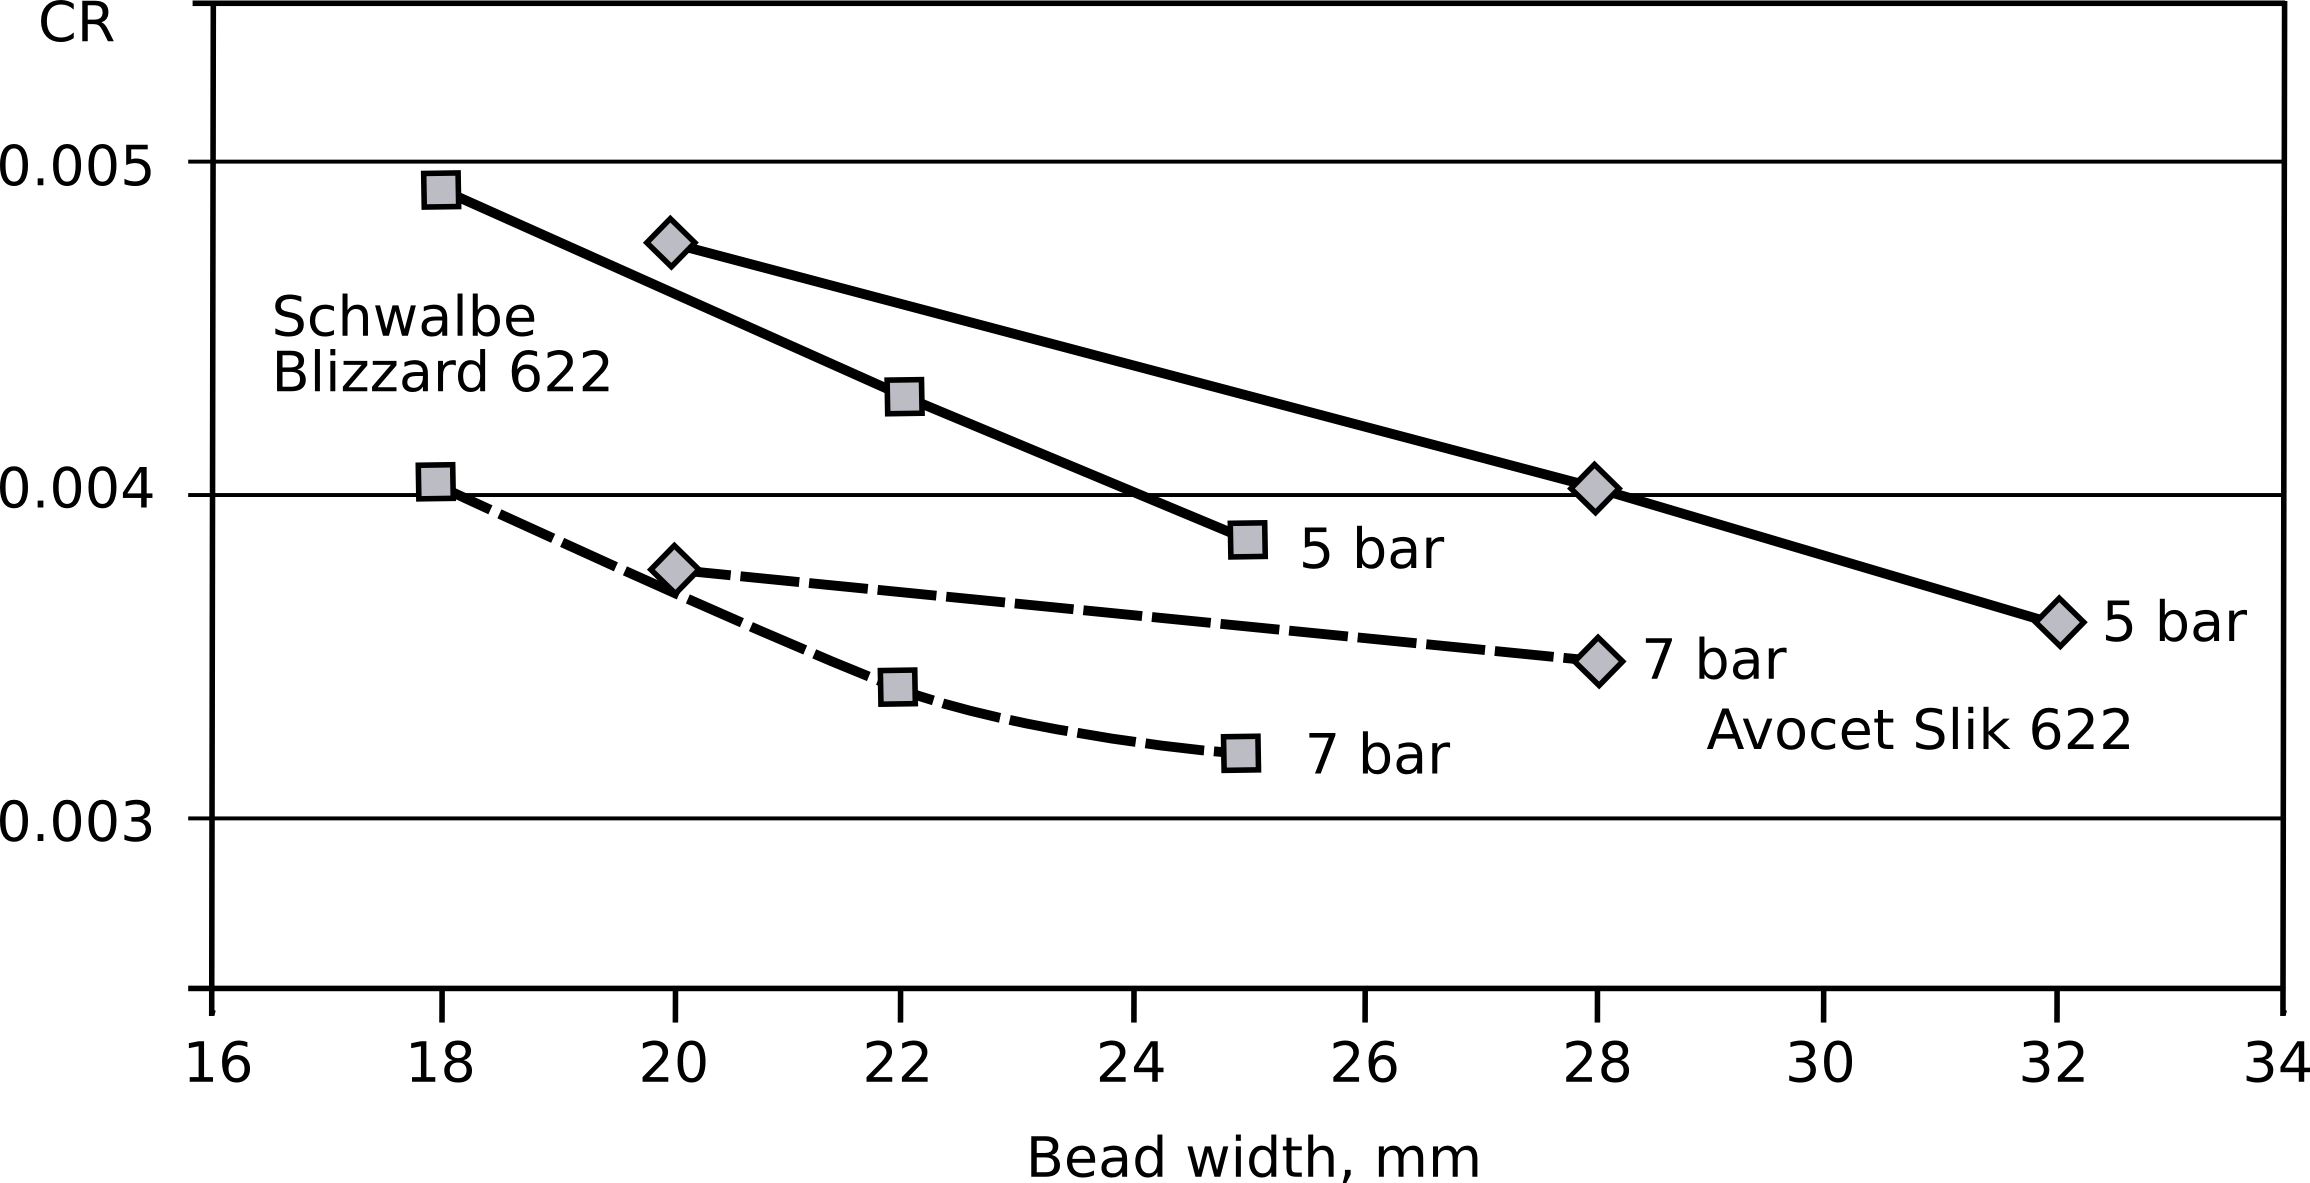 CR
0.005
Schwalbe
Blizzard 622
0.004
5 bar
5 bar
7 bar
Avocet Slik 622
7 bar
0.003
16 18 20 22 24 26 28 30 32 34
Bead width, mm